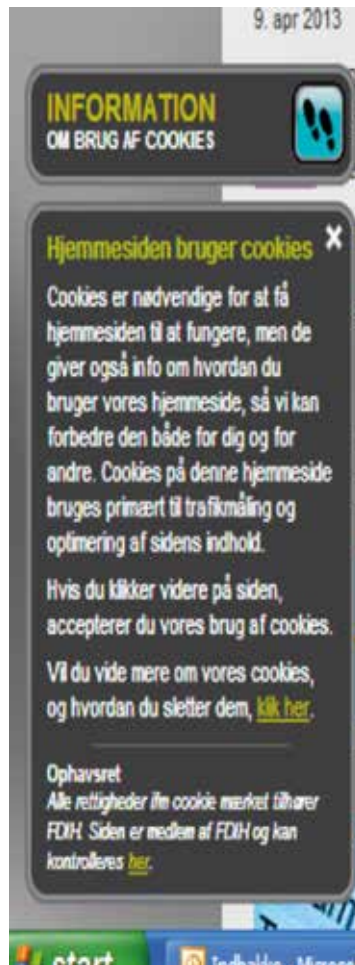 9. apr 2013
INFORMATION
OM BRUG AF COOKIES
Hjemmesiden bruger cookies
Cookies er nødvendige for at få
hjemmesiden til at fungere, men de
giver også info om hvordan du
bruger vores hjemmeside, så vi kan
forbedre den både for dig og for
andre. Cookies på denne hjemmeside
bruges primært til trafikmåling og
optimering af sidens indhold.
Hvis du klikker videre på siden,
accepterer du vores brug af cookies.
Vil du vide mere om vores cookies,
og hvordan du sletter dem, klik her.
Ophavsret
Alle rettigheder ifm cookie mærket tilhører
FDIH. Siden er medlem af FDIH og kan
kontrolleres her.
start
Indbakke - Micros